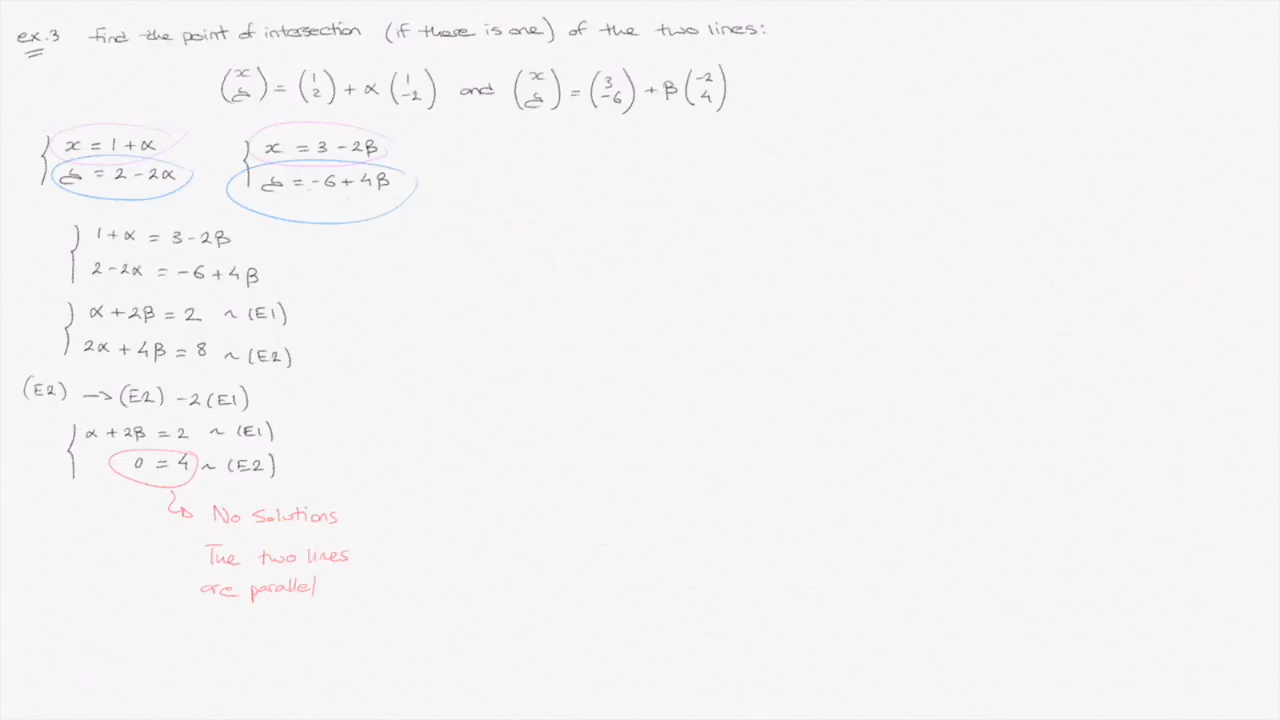 ex.3 Find the point of intersection (if there is one) of the two lines:
(x y) = (1 2) + α (1 -2) and (x y) = (3 -6) + β (-2 4)
x = 1 + α x = 3 - 2β
y = 2 - 2α y = -6 + 4β
1 + α = 3 - 2β
2 - 2α = -6 + 4β
α + 2β = 2 ~ (E1)
2α + 4β = 8 ~ (E2)
(E2) → (E2) - 2(E1)
α + 2β = 2 ~ (E1)
0 = 4 ~ (E2)
No Solutions
The two lines
are parallel